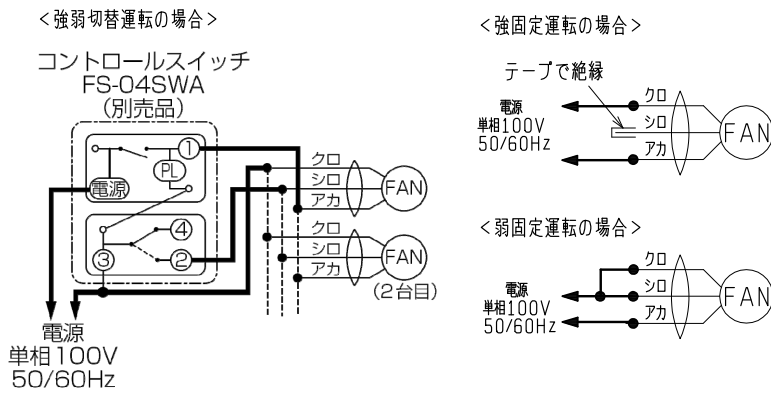 ＜強弱切替運転の場合＞
コントロールスイッチ
FS-04SWA
(別売品)
①
PL
電源
④
③
②
クロ
シロ
アカ
FAN
クロ
シロ
アカ
FAN
(2台目)
電源
単相100V
50/60Hz
＜強固定運転の場合＞
テープで絶縁
電源
単相100V
50/60Hz
クロ
シロ
アカ
FAN
＜弱固定運転の場合＞
電源
単相100V
50/60Hz
クロ
シロ
アカ
FAN